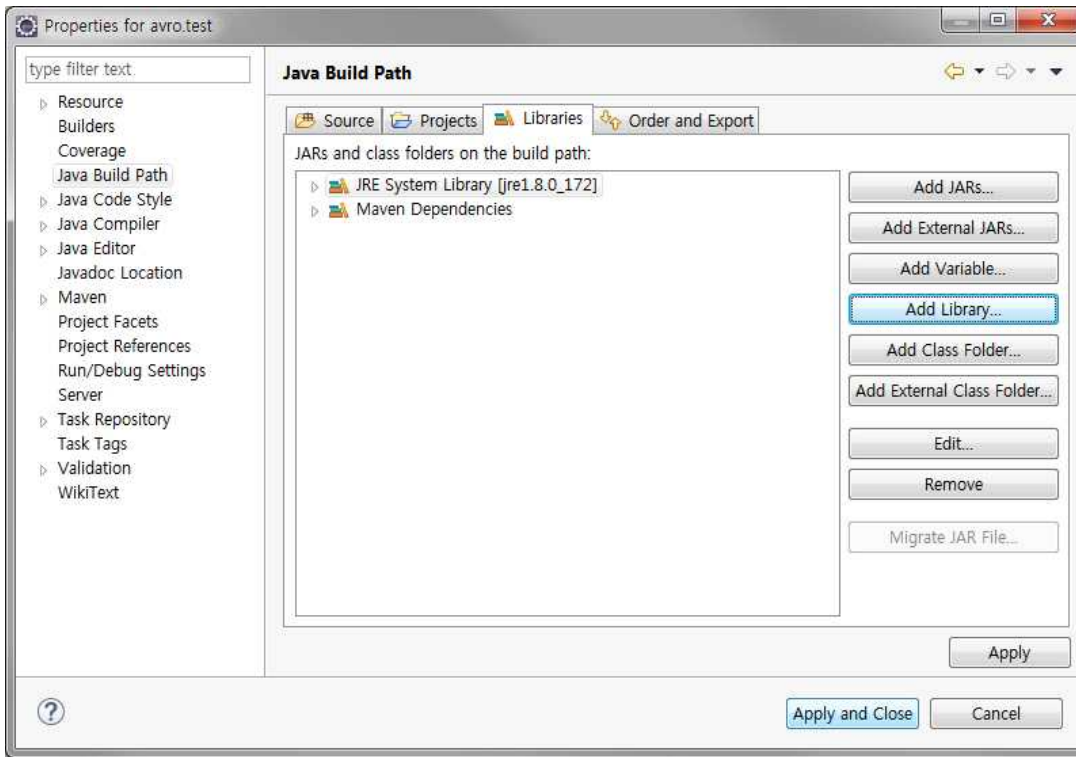 Properties for avro.test
type filter text
Resource
Builders
Coverage
Java Build Path
Java Code Style
Java Compiler
Java Editor
Javadoc Location
Maven
Project Facets
Project References
Run/Debug Settings
Server
Task Repository
Task Tags
Validation
WikiText
Java Build Path
Source Projects Libraries Order and Export
JARs and class folders on the build path:
JRE System Library [jre1.8.0_172]
Maven Dependencies
Add JARs...
Add External JARs...
Add Variable...
Add Library...
Add Class Folder...
Add External Class Folder...
Edit...
Remove
Migrate JAR File...
Apply
?
Apply and Close Cancel